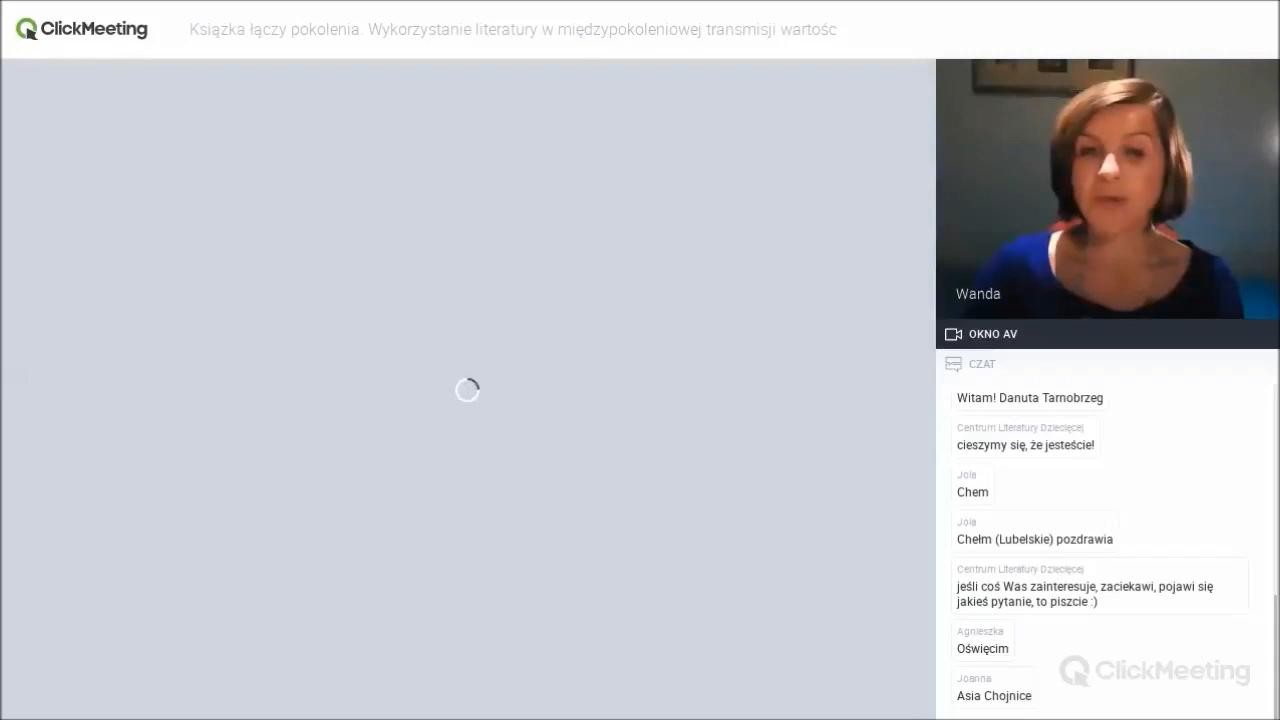 ClickMeeting
Książka łączy pokolenia. Wykorzystanie literatury w międzypokoleniowej transmisji wartośc
Wanda
OKNO AV
CZAT
Witam! Danuta Tarnobrzeg
Centrum Literatury Dziecięcej
cieszymy się, że jesteście!
Jola
Chem
Jola
Chełm (Lubelskie) pozdrawia
Centrum Literatury Dziecięcej
jeśli coś Was zainteresuje, zaciekawi, pojawi się
jakieś pytanie, to piszcie :)
Agnieszka
Oświęcim
Joanna
Asia Chojnice
ClickMeeting